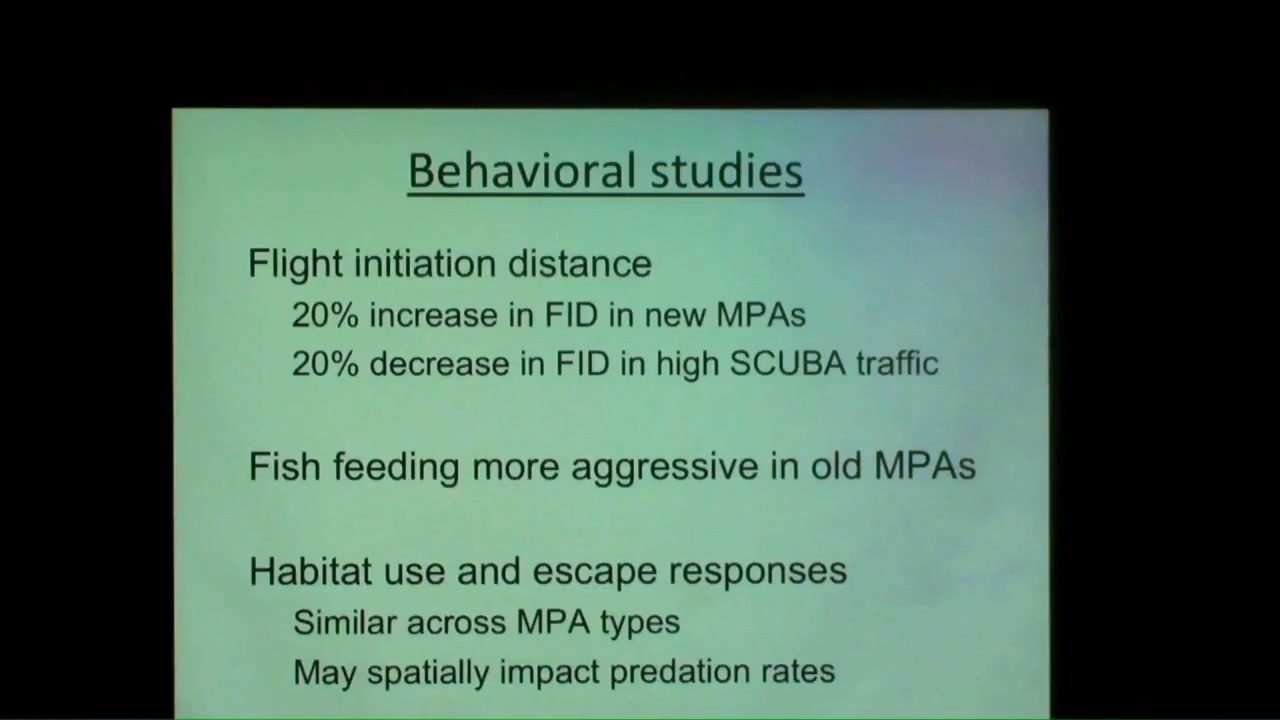 Behavioral studies
Flight initiation distance
20% increase in FID in new MPAs
20% decrease in FID in high SCUBA traffic
Fish feeding more aggressive in old MPAs
Habitat use and escape responses
Similar across MPA types
May spatially impact predation rates